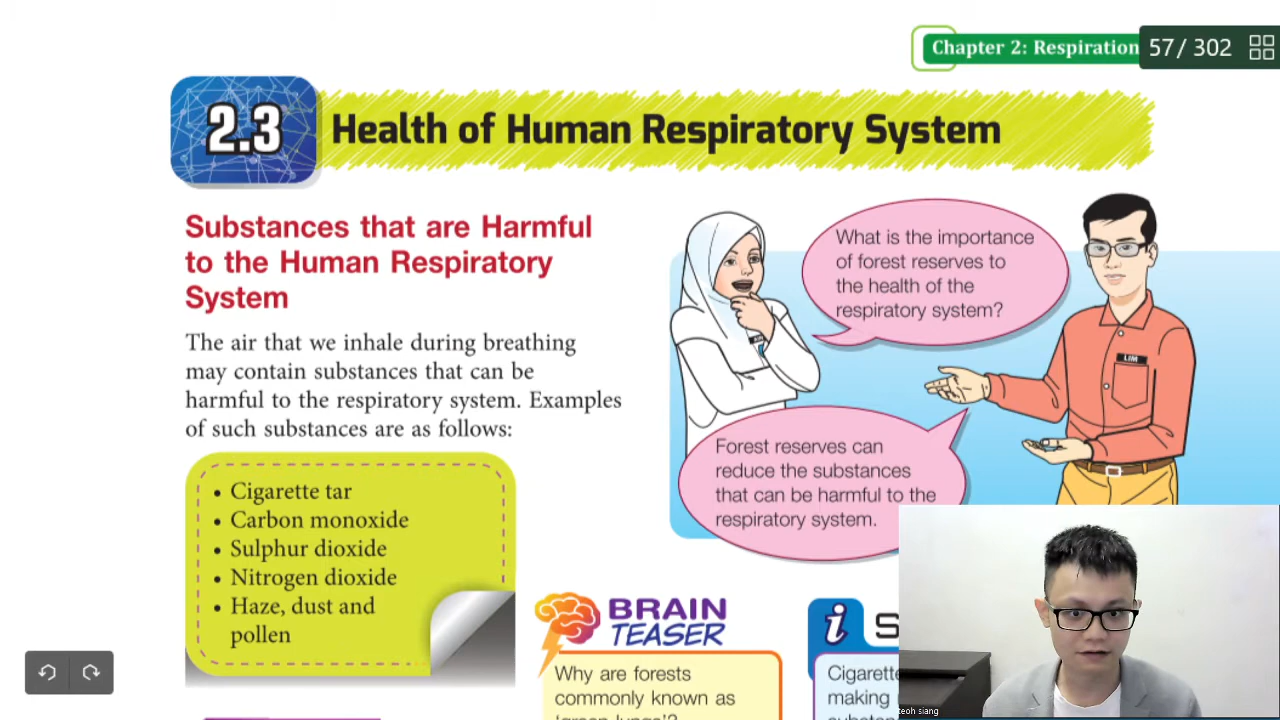 Chapter 2: Respiration
57/ 302
2.3
Health of Human Respiratory System
Substances that are Harmful
to the Human Respiratory
System
The air that we inhale during breathing
may contain substances that can be
harmful to the respiratory system. Examples
of such substances are as follows:
• Cigarette tar
• Carbon monoxide
• Sulphur dioxide
• Nitrogen dioxide
• Haze, dust and
pollen
What is the importance
of forest reserves to
the health of the
respiratory system?
LIM
Forest reserves can
reduce the substances
that can be harmful to the
respiratory system.
BRAIN
TEASER
Why are forests
commonly known as
'green lungs'?
i S
Cigarette
making
substan
teoh siang